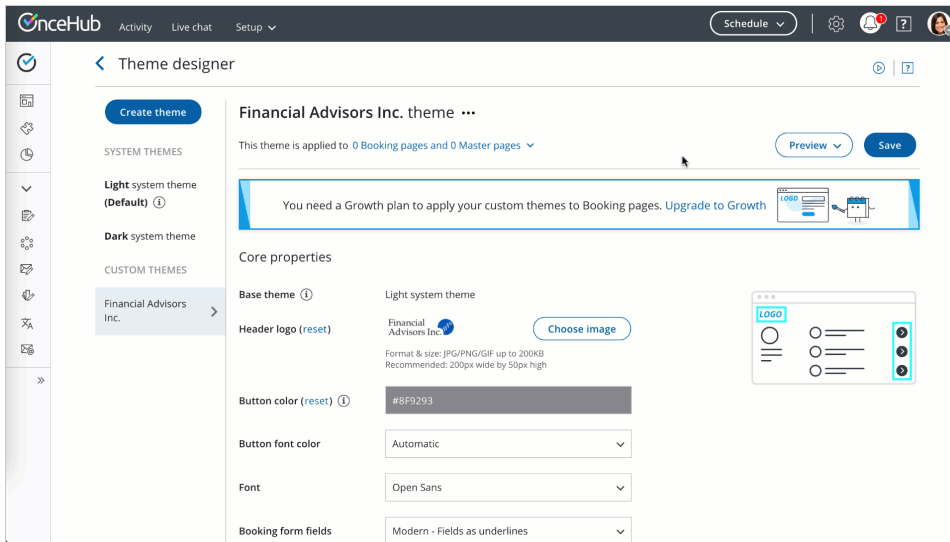 OnceHub
Activity
Live chat
Setup
Schedule
1
?
Theme designer
?
Create theme
SYSTEM THEMES
Light system theme
(Default) i
Dark system theme
CUSTOM THEMES
Financial Advisors
Inc.
Financial Advisors Inc. theme •••
This theme is applied to 0 Booking pages and 0 Master pages
Preview
Save
You need a Growth plan to apply your custom themes to Booking pages. Upgrade to Growth
LOGO
Core properties
Base theme i
Light system theme
Header logo (reset)
Financial
Advisors Inc.
Choose image
Format & size: JPG/PNG/GIF up to 200KB
Recommended: 200px wide by 50px high
LOGO
Button color (reset) i
#8F9293
Button font color
Automatic
Font
Open Sans
Booking form fields
Modern - Fields as underlines